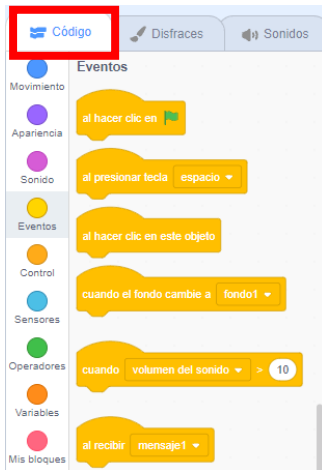 Código
Disfraces
Sonidos
Movimiento
Apariencia
Sonido
Eventos
Control
Sensores
Operadores
Variables
Mis bloques
Eventos
al hacer clic en
al presionar tecla espacio
al hacer clic en este objeto
cuando el fondo cambie a fondo1
cuando volumen del sonido > 10
al recibir mensaje1